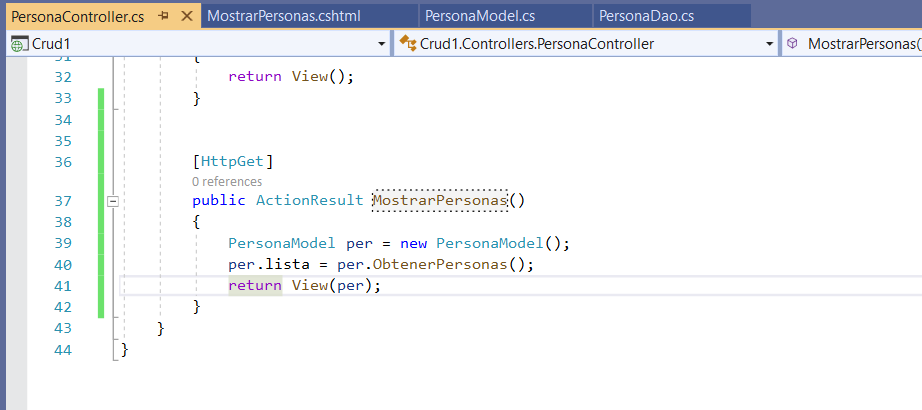 PersonaController.cs MostrarPersonas.cshtml PersonaModel.cs PersonaDao.cs
Crud1 Crud1.Controllers.PersonaController MostrarPersonas(
31 {
32 return View();
33 }
34
35
36 [HttpGet]
0 references
37 public ActionResult MostrarPersonas()
38 {
39 PersonaModel per = new PersonaModel();
40 per.lista = per.ObtenerPersonas();
41 return View(per);
42 }
43 }
44 }